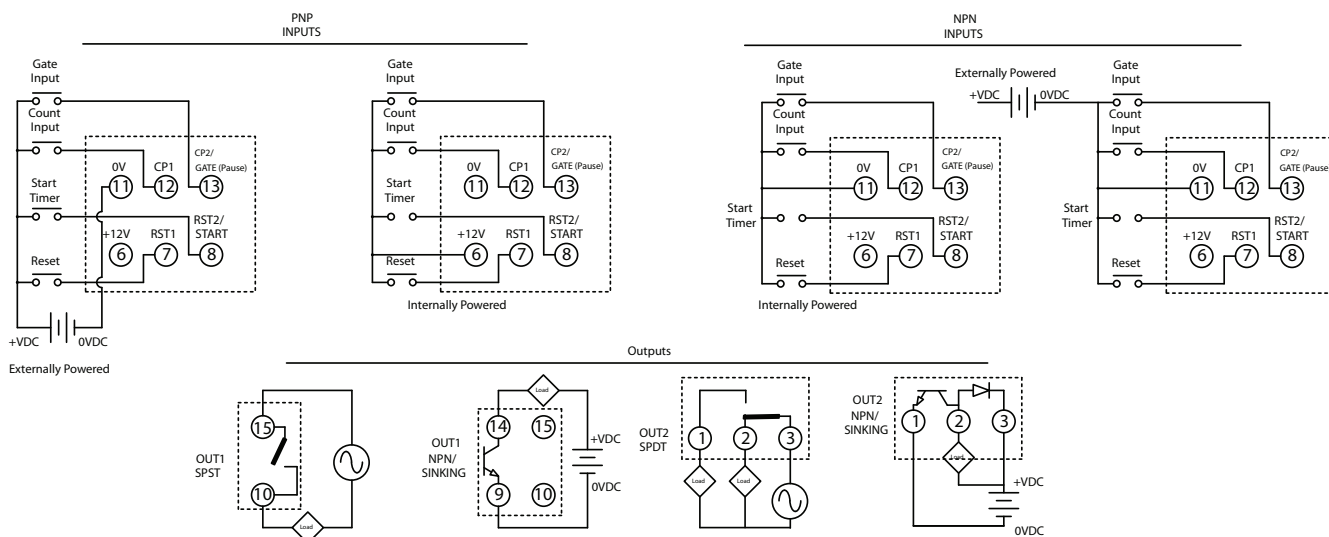 PNP
INPUTS
Gate
Input
Count
Input
0V
CP1
CP2/
GATE (Pause)
11
12
13
Start
Timer
+12V
RST1
RST2/
START
6
7
8
Reset
+VDC
0VDC
Externally Powered
Gate
Input
Count
Input
0V
CP1
CP2/
GATE (Pause)
11
12
13
Start
Timer
+12V
RST1
RST2/
START
6
7
8
Reset
Internally Powered
NPN
INPUTS
Gate
Input
Count
Input
0V
CP1
CP2/
GATE (Pause)
11
12
13
Start
Timer
+12V
RST1
RST2/
START
6
7
8
Reset
Internally Powered
Externally Powered
+VDC
0VDC
Gate
Input
Count
Input
0V
CP1
CP2/
GATE (Pause)
11
12
13
Start
Timer
+12V
RST1
RST2/
START
6
7
8
Reset
Outputs
OUT1
SPST
15
10
Load
OUT1
NPN/
SINKING
Load
14
15
9
10
+VDC
0VDC
OUT2
SPDT
1
2
3
Load
Load
OUT2
NPN/
SINKING
1
2
3
Load
+VDC
0VDC